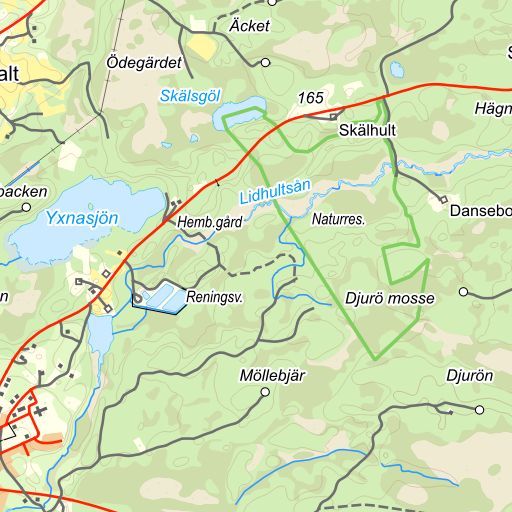 Äcket
Ödegärdet
alt
Skälsgöl
165
Hägn
Skälhult
backen
Lidhultsån
Yxnasjön
Hemb.gård
Naturres.
Dansebo
Reningsv.
Djurö mosse
Möllebjär
Djurön